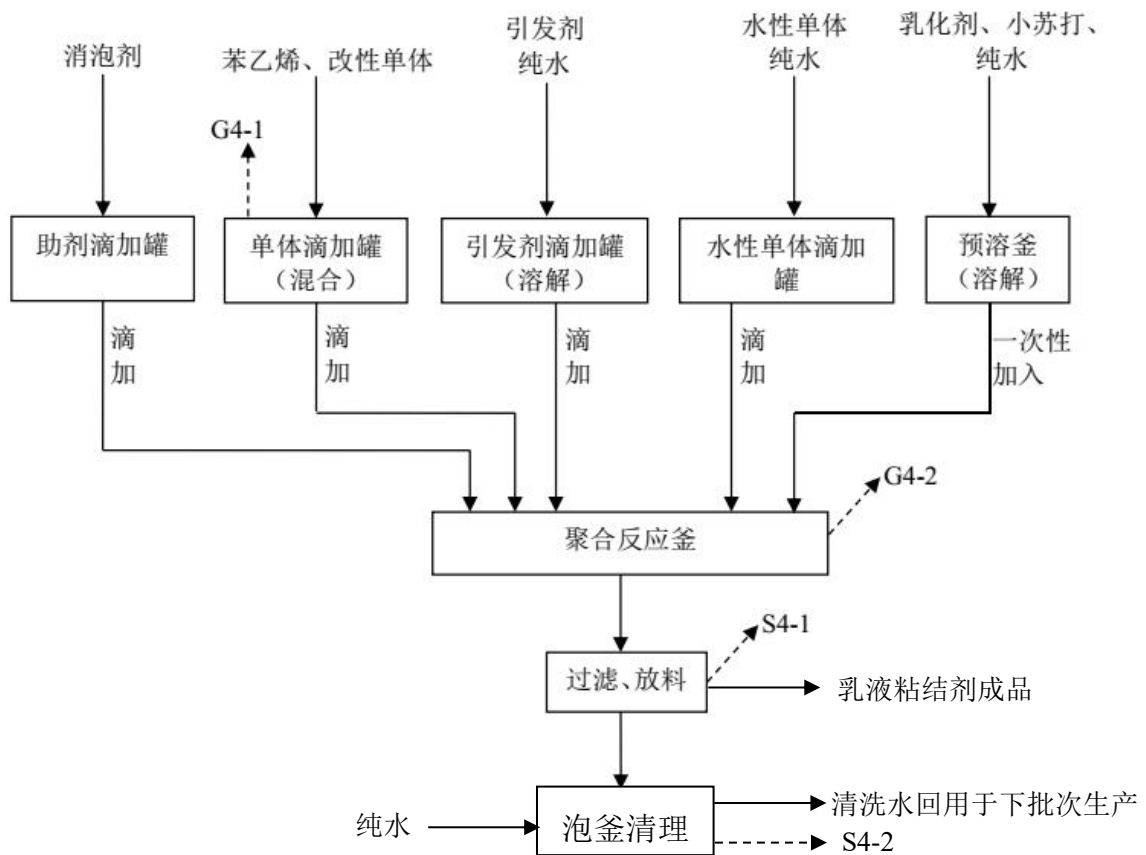 消泡剂
苯乙烯、改性单体
引发剂
纯水
水性单体
纯水
乳化剂、小苏打、
纯水
G4-1
助剂滴加罐
单体滴加罐
（混合）
引发剂滴加罐
（溶解）
水性单体滴加
罐
预溶釜
（溶解）
滴
加
滴
加
滴
加
滴
加
一次性
加入
G4-2
聚合反应釜
S4-1
过滤、放料
乳液粘结剂成品
纯水
泡釜清理
清洗水回用于下批次生产
S4-2